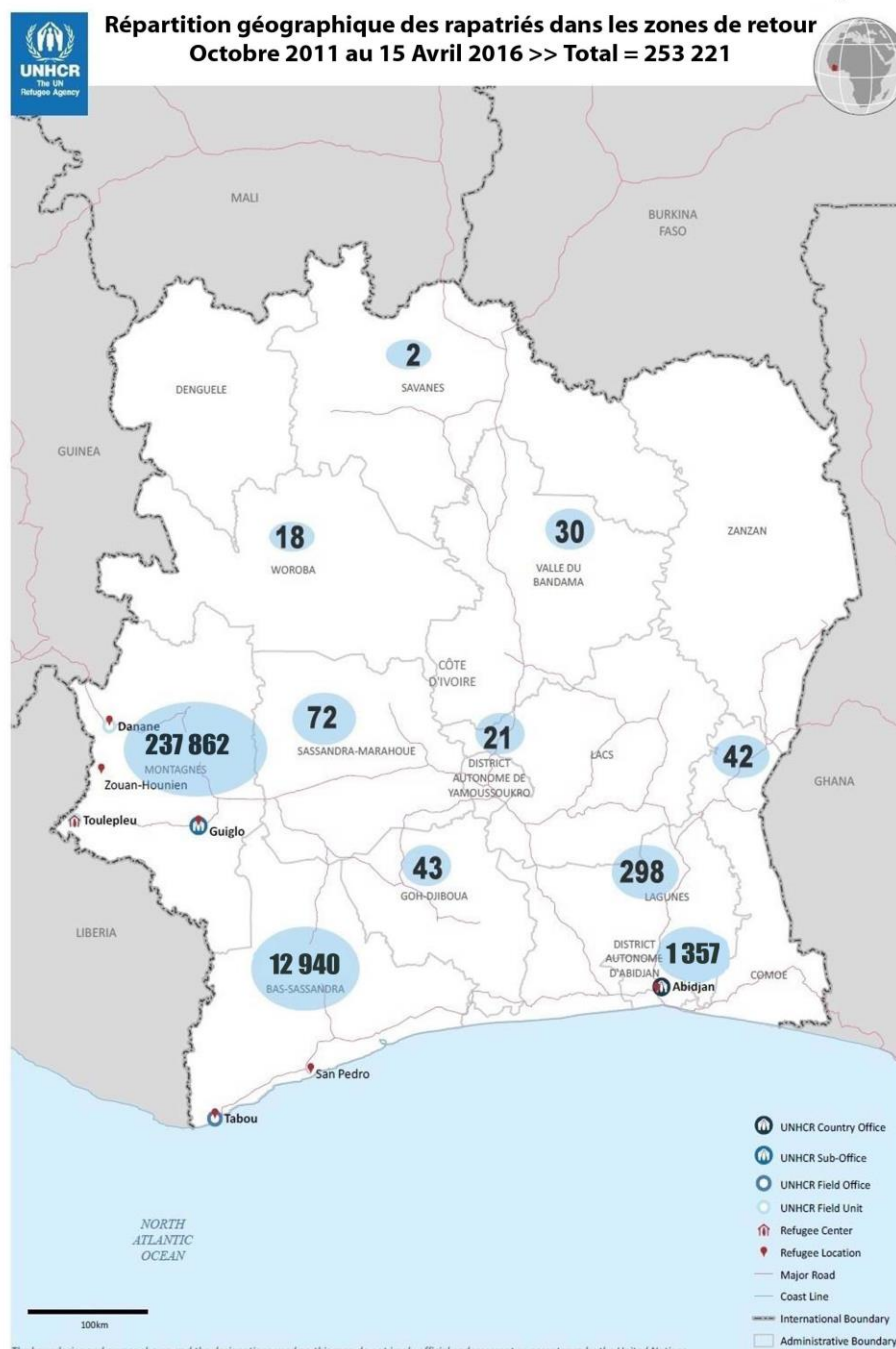 Répartition géographique des rapatriés dans les zones de retour
Octobre 2011 au 15 Avril 2016 >> Total = 253 221
UNHCR
The UN
Refugee Agency
MALI
BURKINA
FASO
2
SAVANES
DENGUELE
GUINEA
18
WOROBA
30
VALLE DU
BANDAMA
ZANZAN
CÔTE
D'IVOIRE
Danane
237 862
MONTAGNES
Zouan-Hounien
72
SASSANDRA-MARAHOUE
21
DISTRICT
AUTONOME DE
YAMOUSSOUKRO
LACS
42
GHANA
Toulepleu
Guiglo
43
GOH-DJIBOUA
298
LAGUNES
LIBERIA
12 940
BAS-SASSANDRA
DISTRICT
AUTONOME
D'ABIDJAN
1 357
COMOE
Abidjan
San Pedro
Tabou
NORTH
ATLANTIC
OCEAN
100km
UNHCR Country Office
UNHCR Sub-Office
UNHCR Field Office
UNHCR Field Unit
Refugee Center
Refugee Location
Major Road
Coast Line
International Boundary
Administrative Boundary